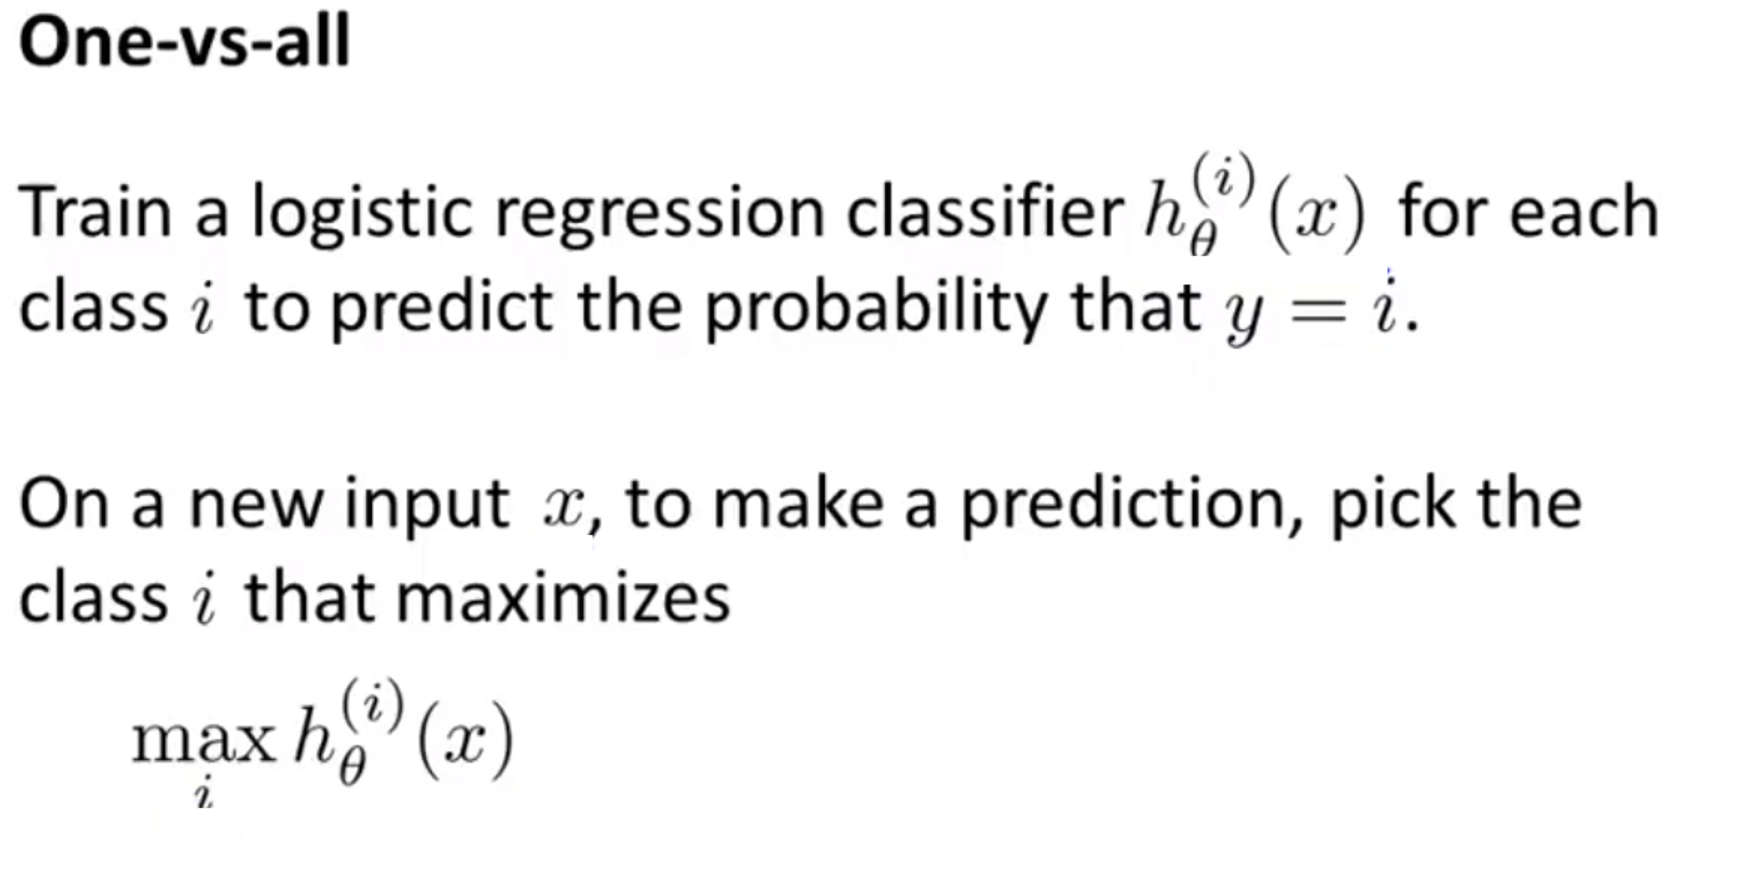 One-vs-all
Train a logistic regression classifier $h_\theta^{(i)}(x)$ for each
class $i$ to predict the probability that $y = i$.
On a new input $x$, to make a prediction, pick the
class $i$ that maximizes
$\max_i h_\theta^{(i)}(x)$